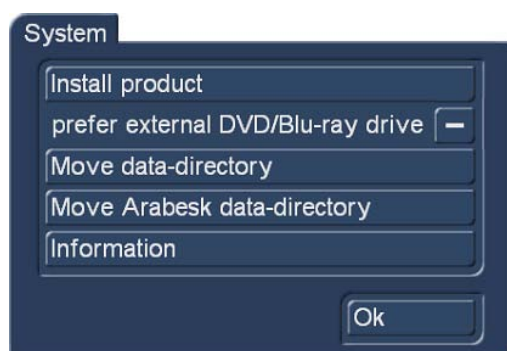 System
Install product
prefer external DVD/Blu-ray drive
Move data-directory
Move Arabesk data-directory
Information
Ok